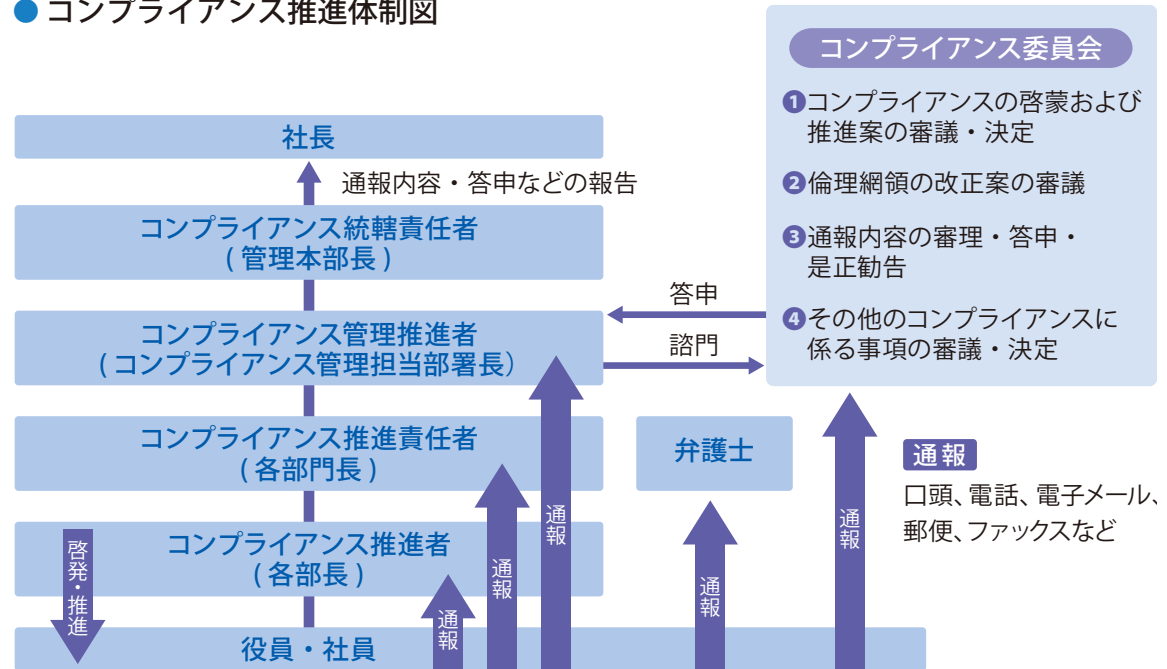 ● コンプライアンス推進体制図
コンプライアンス委員会
❶コンプライアンスの啓蒙および
推進案の審議・決定
❷倫理綱領の改正案の審議
❸通報内容の審理・答申・
是正勧告
❹その他のコンプライアンスに
係る事項の審議・決定
社長
通報内容・答申などの報告
コンプライアンス統轄責任者
( 管理本部長 )
コンプライアンス管理推進者
( コンプライアンス管理担当部署長）
答申
諮門
コンプライアンス推進責任者
( 各部門長 )
弁護士
通報
口頭、電話、電子メール、
郵便、ファックスなど
コンプライアンス推進者
( 各部長 )
啓発・推進
通報
通報
通報
通報
通報
役員・社員